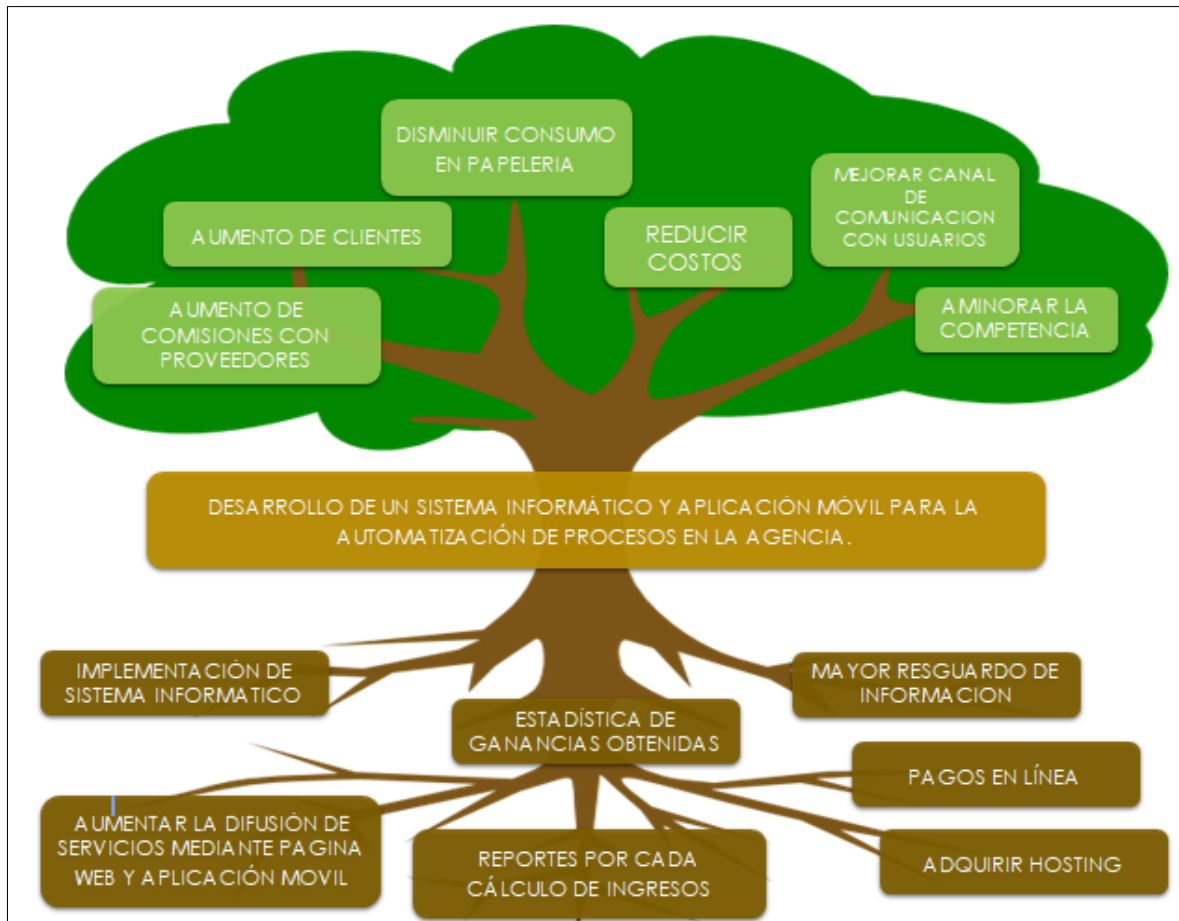 DISMINUIR CONSUMO
EN PAPELERIA
MEJORAR CANAL
DE
COMUNICACION
CON USUARIOS
AUMENTO DE CLIENTES
REDUCIR
COSTOS
AUMENTO DE
COMISIONES CON
PROVEEDORES
AMINORAR LA
COMPETENCIA
DESARROLLO DE UN SISTEMA INFORMÁTICO Y APLICACIÓN MÓVIL PARA LA
AUTOMATIZACIÓN DE PROCESOS EN LA AGENCIA.
IMPLEMENTACIÓN DE
SISTEMA INFORMATICO
MAYOR RESGUARDO DE
INFORMACION
ESTADÍSTICA DE
GANANCIAS OBTENIDAS
PAGOS EN LÍNEA
AUMENTAR LA DIFUSIÓN DE
SERVICIOS MEDIANTE PAGINA
WEB Y APLICACIÓN MOVIL
REPORTES POR CADA
CÁLCULO DE INGRESOS
ADQUIRIR HOSTING